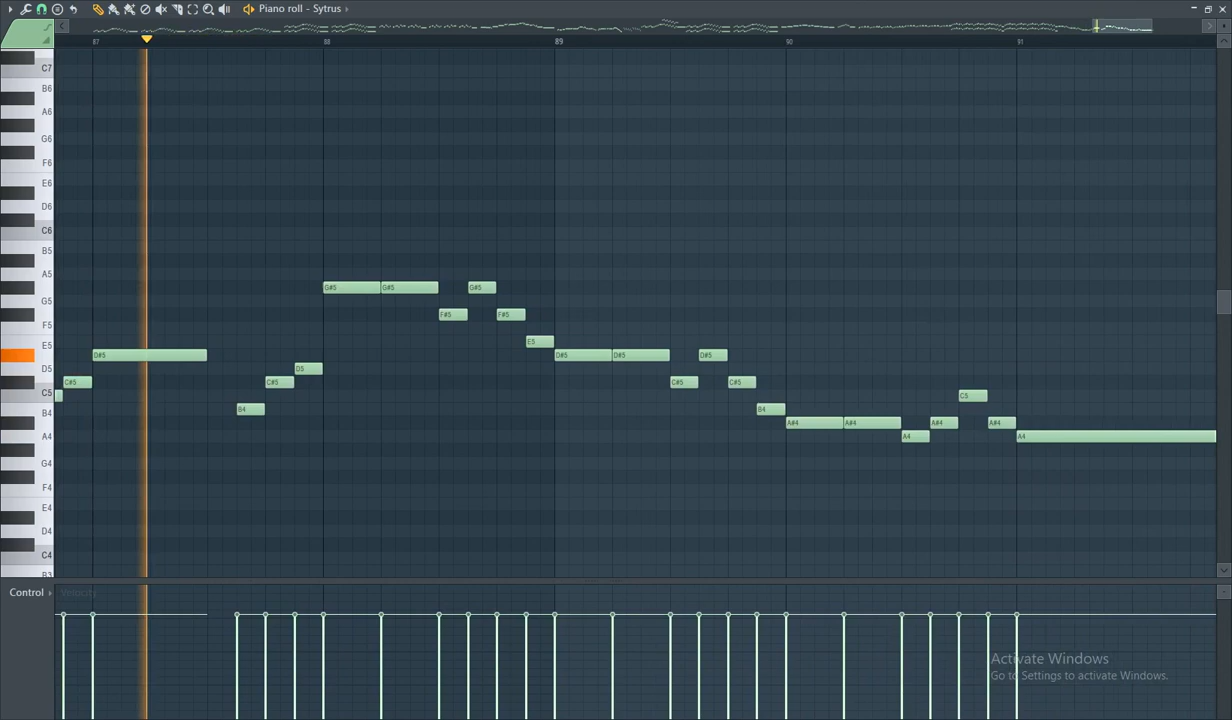 Piano roll - Sytrus
87 88 89 90 91
C7
B6
A6
G6
F6
E6
D6
C6
B5
A5
G#5 G#5 G#5
G5
F#5 F#5
F5
E5
E5
D#5 D#5 D#5 D#5
D5
D5
C#5 C#5 C#5 C#5
C5
C5
B4
B4 B4
A#4 A#4 A#4 A#4
A4
A4 A4
G4
F4
E4
D4
C4
B3
Control
Velocity
Activate Windows
Go to Settings to activate Windows.